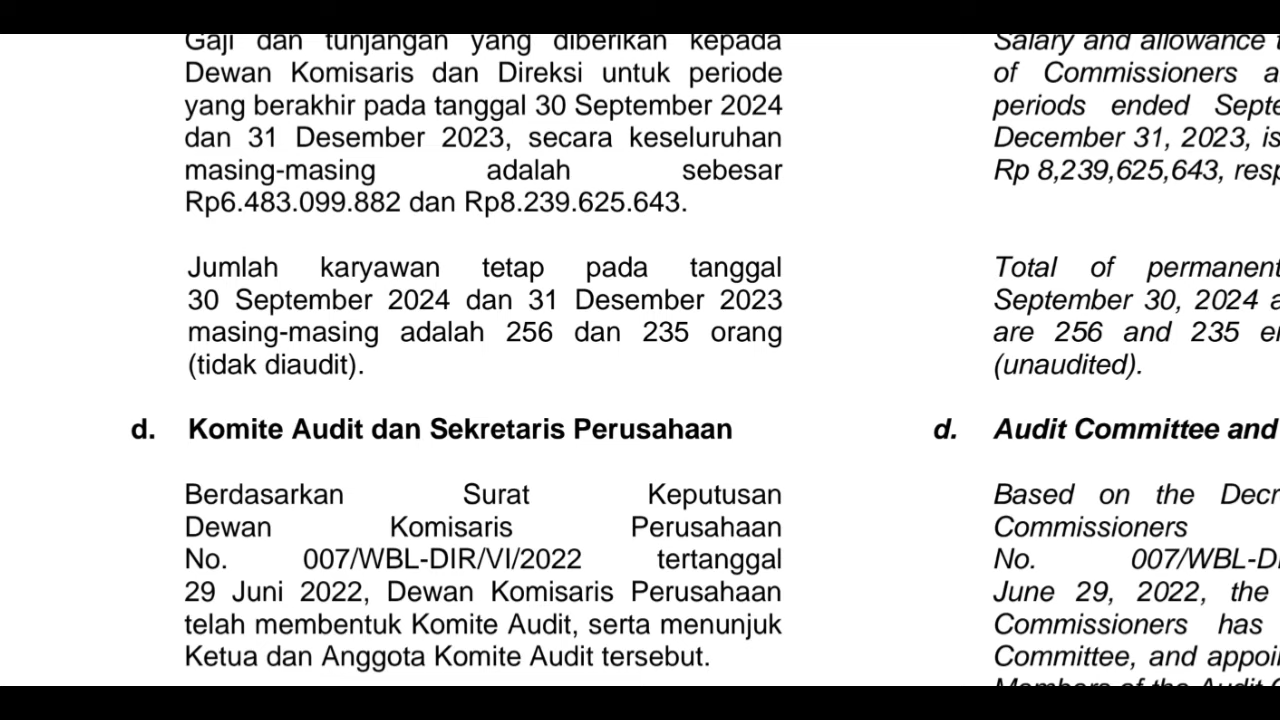 Gaji dan tunjangan yang diberikan kepada
Dewan Komisaris dan Direksi untuk periode
yang berakhir pada tanggal 30 September 2024
dan 31 Desember 2023, secara keseluruhan
masing-masing adalah sebesar
Rp6.483.099.882 dan Rp8.239.625.643.
Jumlah karyawan tetap pada tanggal
30 September 2024 dan 31 Desember 2023
masing-masing adalah 256 dan 235 orang
(tidak diaudit).
d. Komite Audit dan Sekretaris Perusahaan
Berdasarkan Surat Keputusan
Dewan Komisaris Perusahaan
No. 007/WBL-DIR/VI/2022 tertanggal
29 Juni 2022, Dewan Komisaris Perusahaan
telah membentuk Komite Audit, serta menunjuk
Ketua dan Anggota Komite Audit tersebut.
Salary and allowance
of Commissioners
periods ended
December 31, 2023,
Rp 8,239,625,643,
Total of permanent
September 30, 2024
are 256 and 235
(unaudited).
d. Audit Committee and
Based on the
Commissioners
No. 007/WBL-
June 29, 2022, the
Commissioners has
Committee, and
Members of the Audit